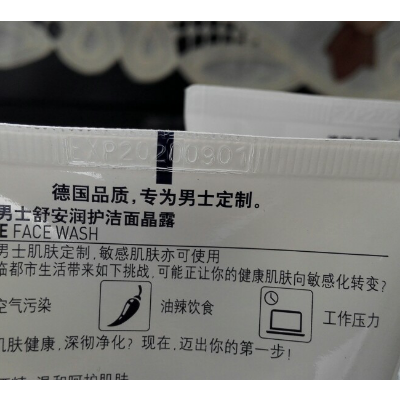 E/XP20200901
德国品质，专为男士定制。
男士舒安润护洁面晶露
E FACE WASH
男士肌肤定制，敏感肌肤亦可使用
临都市生活带来如下挑战，可能正让你的健康肌肤向敏感化转变？
空气污染
油辣饮食
工作压力
肌肤健康，深彻净化？现在，迈出你的第一步！